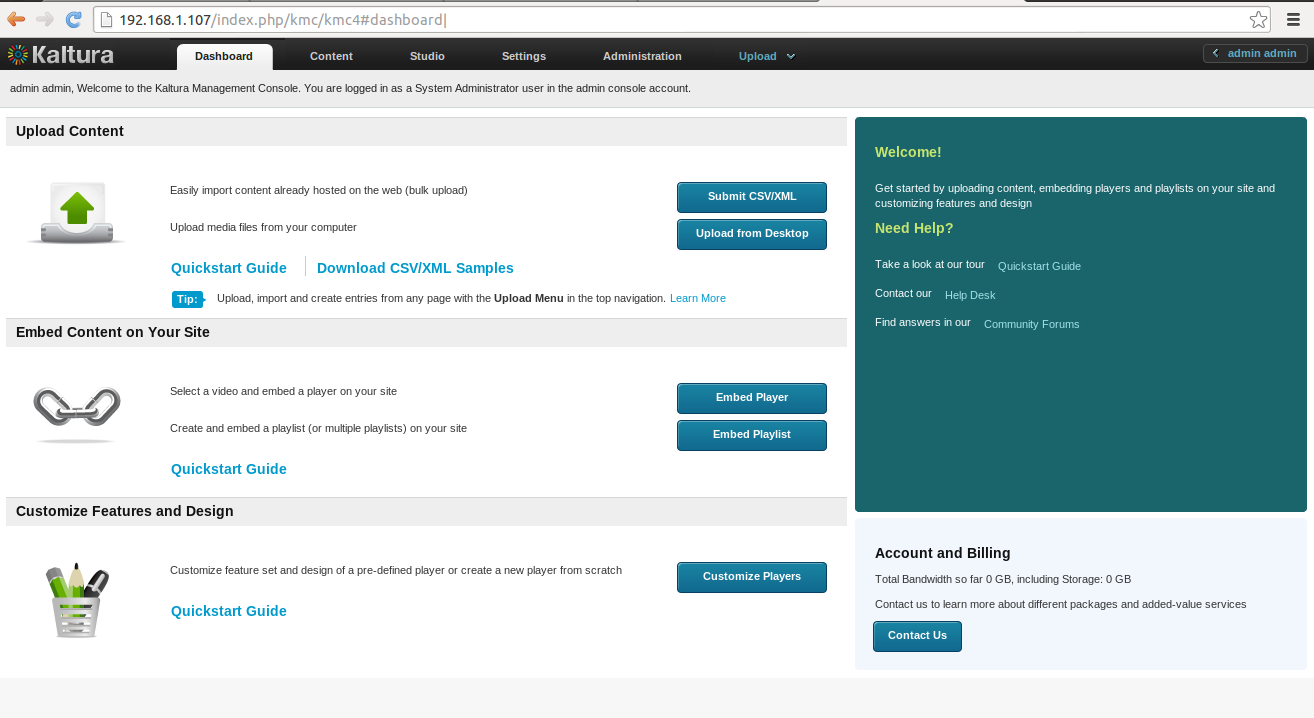 192.168.1.107/index.php/kmc/kmc4#dashboard
Kaltura Dashboard Content Studio Settings Administration Upload admin admin
admin admin, Welcome to the Kaltura Management Console. You are logged in as a System Administrator user in the admin console account.
Upload Content
Easily import content already hosted on the web (bulk upload)
Submit CSV/XML
Upload media files from your computer
Upload from Desktop
Quickstart Guide Download CSV/XML Samples
Tip: Upload, import and create entries from any page with the Upload Menu in the top navigation. Learn More
Embed Content on Your Site
Select a video and embed a player on your site
Embed Player
Create and embed a playlist (or multiple playlists) on your site
Embed Playlist
Quickstart Guide
Customize Features and Design
Customize feature set and design of a pre-defined player or create a new player from scratch
Customize Players
Quickstart Guide
Welcome!
Get started by uploading content, embedding players and playlists on your site and
customizing features and design
Need Help?
Take a look at our tour Quickstart Guide
Contact our Help Desk
Find answers in our Community Forums
Account and Billing
Total Bandwidth so far 0 GB, including Storage: 0 GB
Contact us to learn more about different packages and added-value services
Contact Us